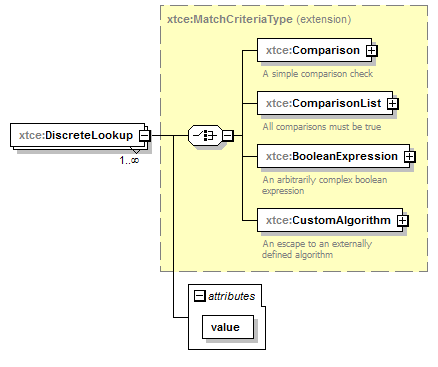 xtce:MatchCriteriaType (extension)
xtce:Comparison
A simple comparison check
xtce:ComparisonList
All comparisons must be true
xtce:DiscreteLookup
1..∞
xtce:BooleanExpression
An arbitrarily complex boolean
expression
xtce:CustomAlgorithm
An escape to an externally
defined algorithm
attributes
value